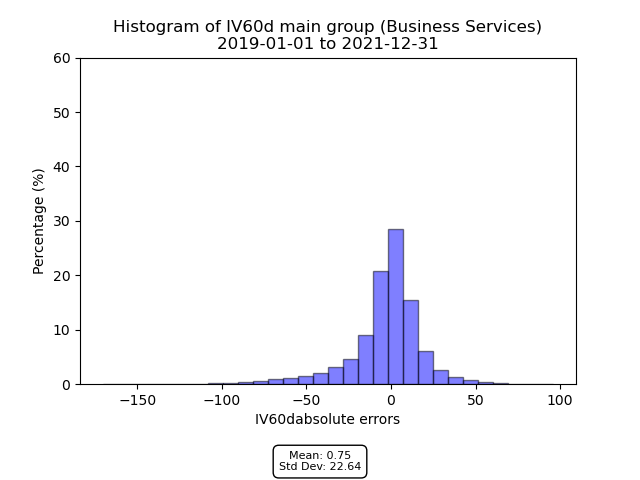 Histogram of IV60d main group (Business Services)
2019-01-01 to 2021-12-31
60
50
40
30
20
10
0
Percentage (%)
−150 −100 −50 0 50 100
IV60dabsolute errors
Mean: 0.75
Std Dev: 22.64